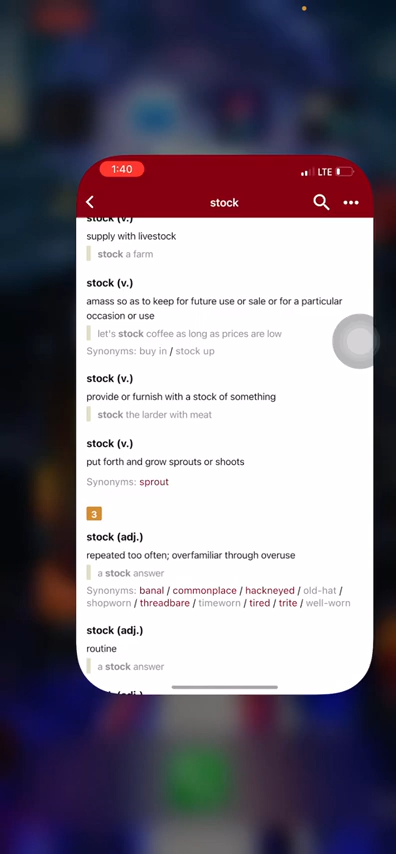 1:40
LTE
stock
stock (v.)
supply with livestock
stock a farm
stock (v.)
amass so as to keep for future use or sale or for a particular
occasion or use
let's stock coffee as long as prices are low
Synonyms: buy in / stock up
stock (v.)
provide or furnish with a stock of something
stock the larder with meat
stock (v.)
put forth and grow sprouts or shoots
Synonyms: sprout
3
stock (adj.)
repeated too often; overfamiliar through overuse
a stock answer
Synonyms: banal / commonplace / hackneyed / old-hat /
shopworn / threadbare / timeworn / tired / trite / well-worn
stock (adj.)
routine
a stock answer
stock (adj.)